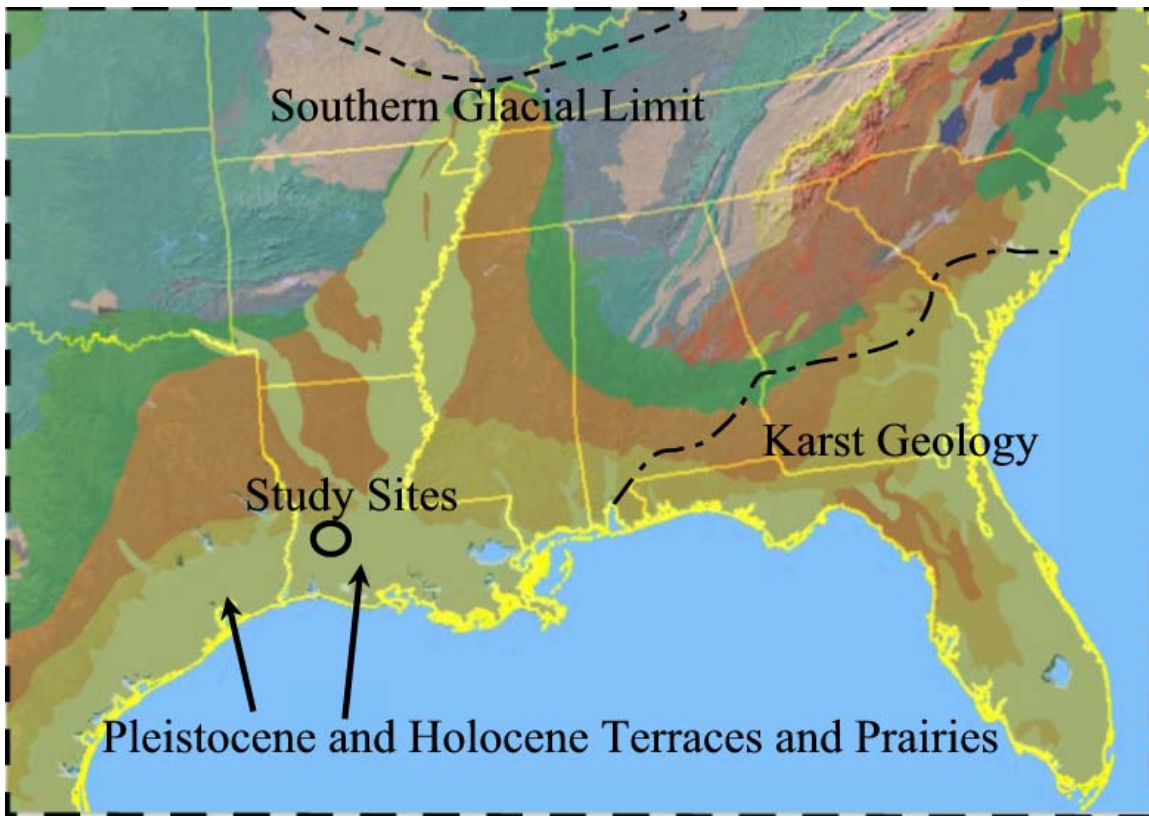 Southern Glacial Limit
Karst Geology
Study Sites
Pleistocene and Holocene Terraces and Prairies